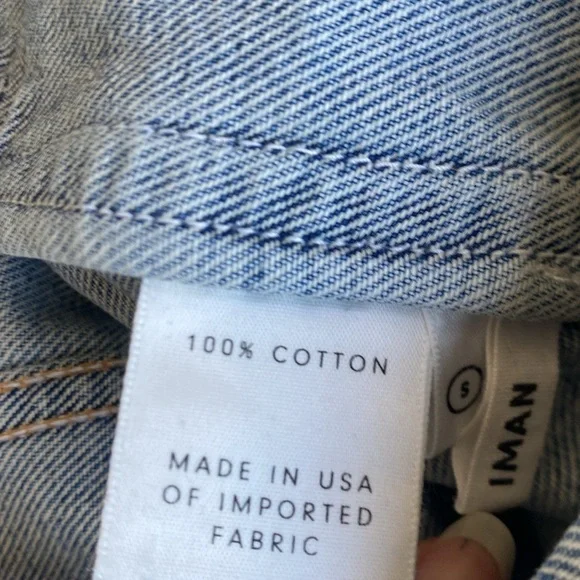 100% COTTON
MADE IN USA
OF IMPORTED
FABRIC
S
IMAN